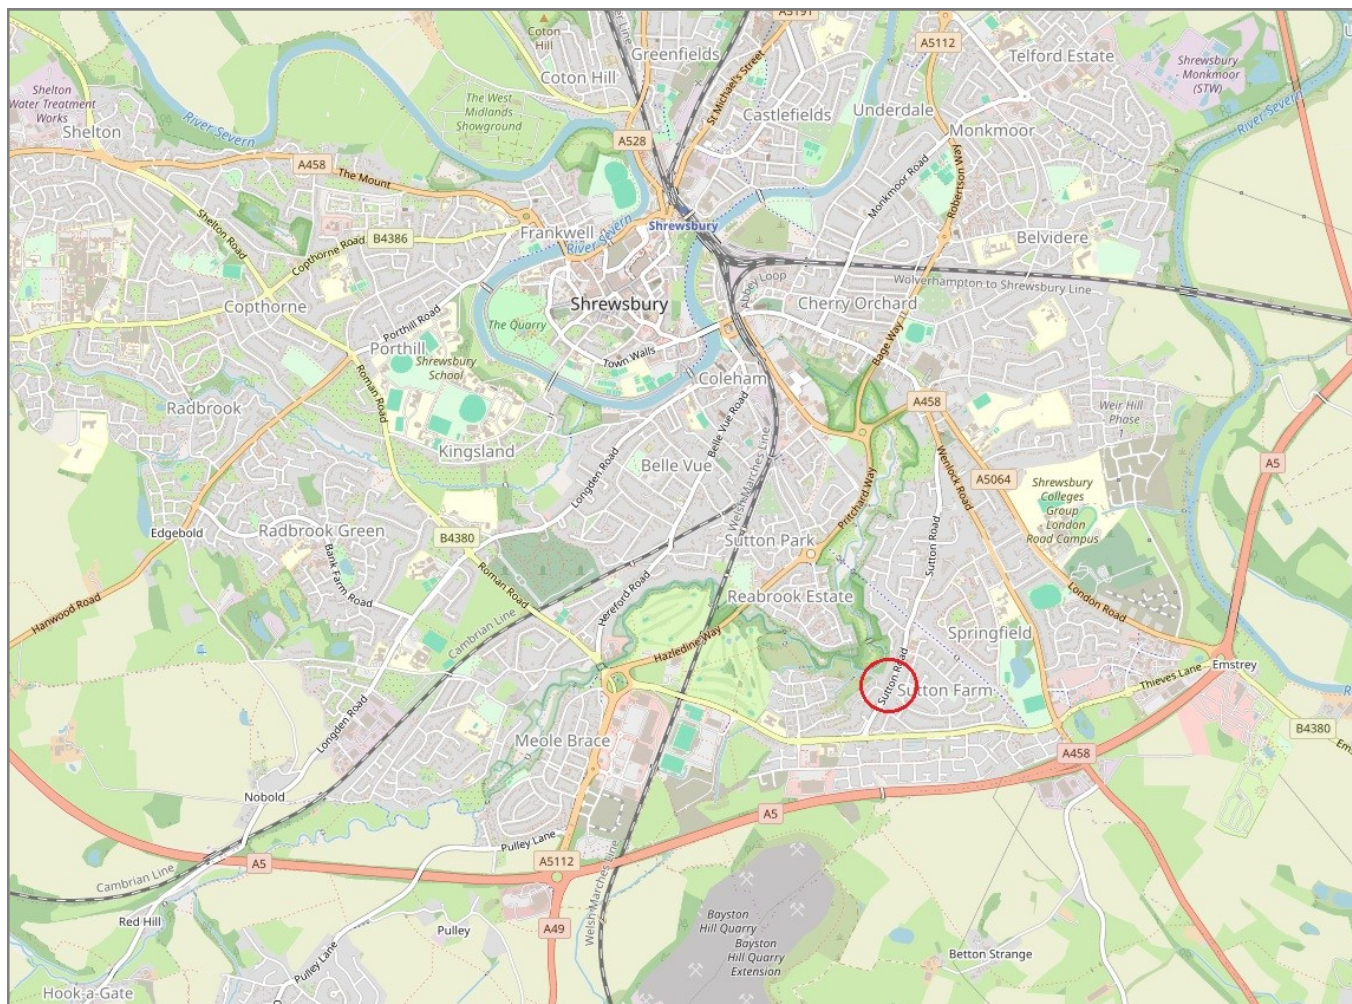 A5191
Coton
Hill
Greenfields
A5112
Telford Estate
Shrewsbury
- Monkmoor
(STW)
Coton Hill
St Michael's Street
Shelton
Water Treatment
Works
Shelton
River Severn
The West
Midlands
Showground
Castlefields
Underdale
Monkmoor
River Severn
A528
A458
The Mount
Monkmoor Road
Robertson Way
Shelton Road
Copthorne Road
B4386
Frankwell
River Severn
Shrewsbury
Belvidere
Copthorne
Shrewsbury
Abbey Loop
Wolverhampton to Shrewsbury Line
Cherry Orchard
Porthill Road
The Quarry
Porthill
Shrewsbury
School
Town Walls
Bage Way
Roman Road
Coleham
Radbrook
A458
Weir Hill
Phase
1
Belle Vue Road
Kingsland
Belle Vue
Longden Road
Welsh Marches Line
Wenlock Road
A5
A5064
Shrewsbury
Colleges
Group
London
Road Campus
Pritchard Way
Edgebold
Radbrook Green
B4380
Sutton Park
Sutton Road
Bank Farm Road
Roman Road
Hereford Road
Reabrook Estate
London Road
Hanwood Road
Cambrian Line
Hazledine Way
Springfield
Emstrey
Thieves Lane
Sutton Road
Sutton Farm
Longden Road
B4380
Meole Brace
A458
Nobold
A5
Pulley Lane
A5
A5112
Cambrian Line
Welsh Marches Line
Red Hill
A49
Pulley
Bayston
Hill Quarry
Bayston
Hill Quarry
Extension
Betton Strange
Pulley Lane
Hook-a-Gate